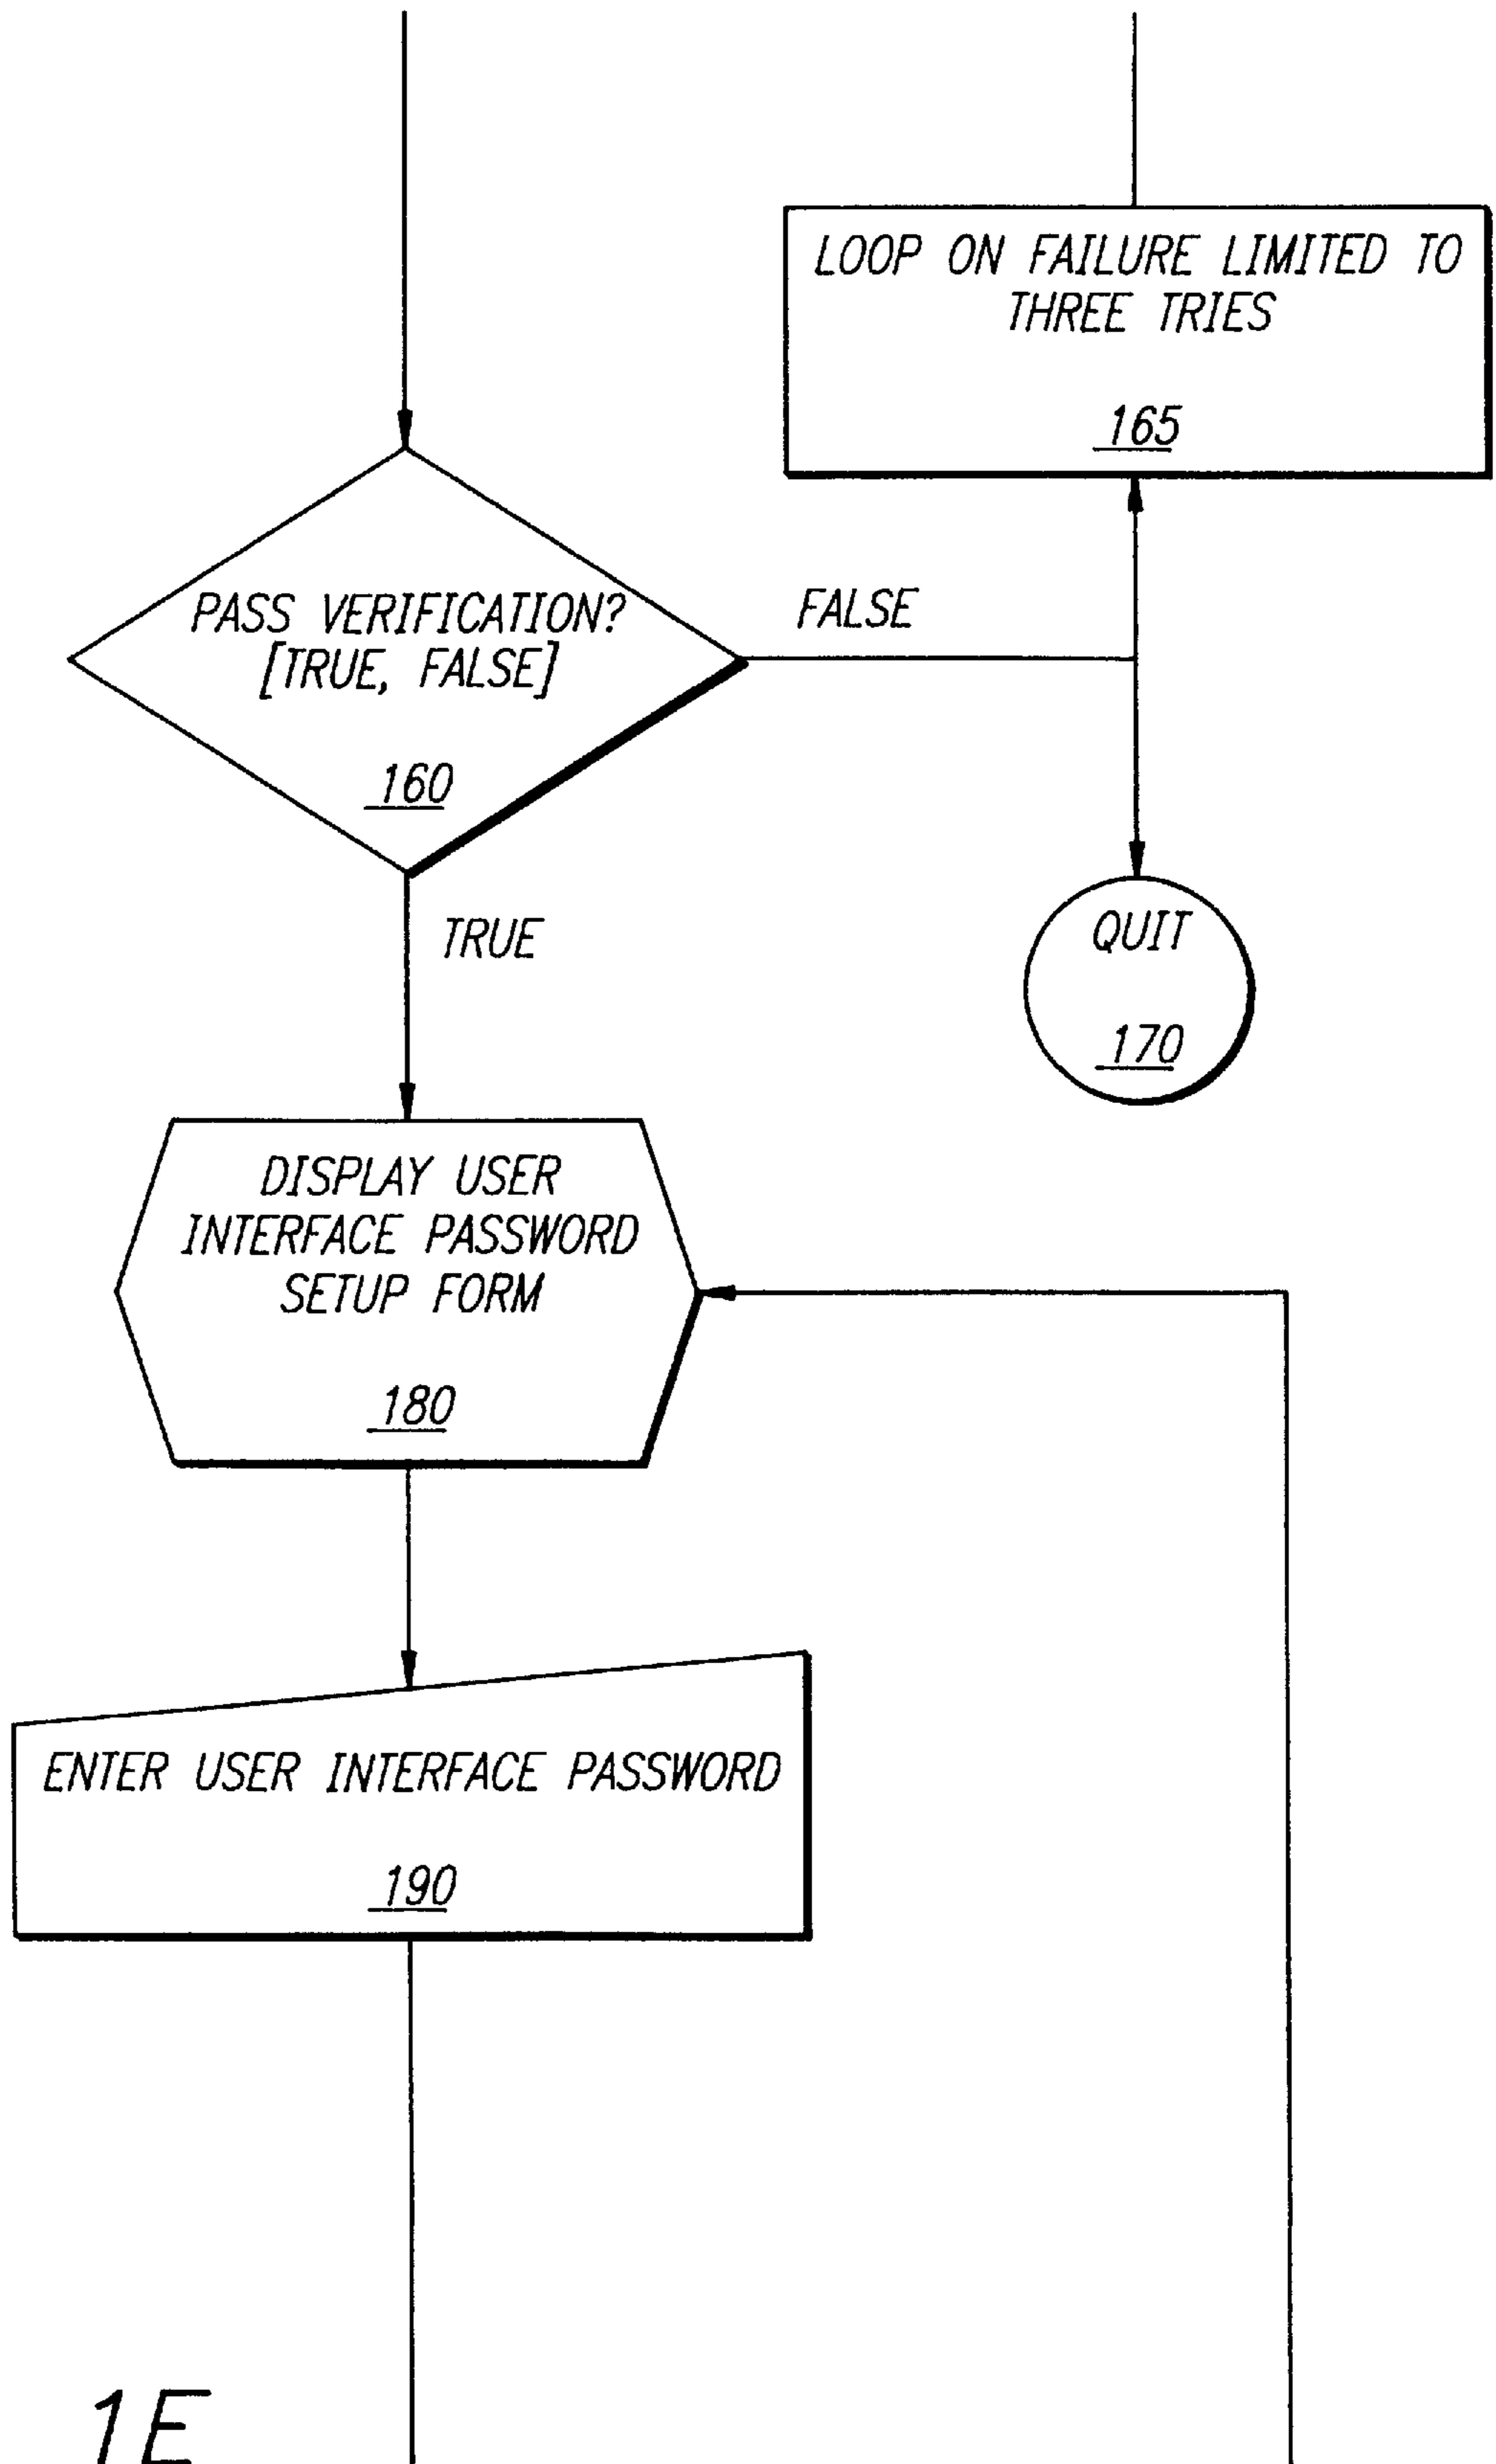 LOOP ON FAILURE LIMITED TO
THREE TRIES
165
PASS VERIFICATION?
[TRUE, FALSE]
160
FALSE
TRUE
QUIT
170
DISPLAY USER
INTERFACE PASSWORD
SETUP FORM
180
ENTER USER INTERFACE PASSWORD
190
1E